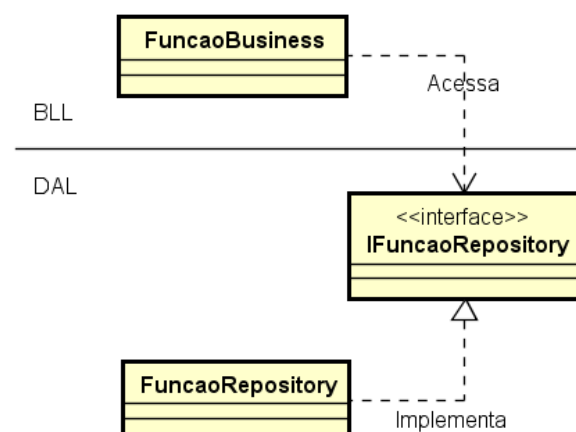 FuncaoBusiness
Acessa
BLL
DAL
<<interface>>
IFuncaoRepository
FuncaoRepository
Implementa